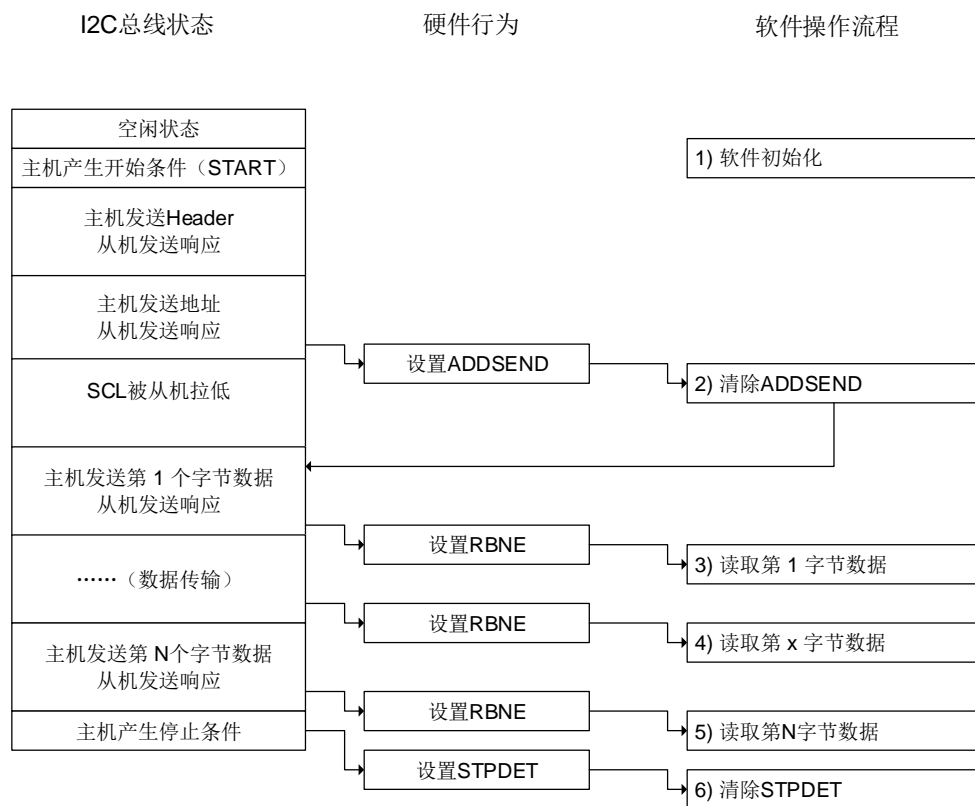 I2C总线状态
硬件行为
软件操作流程
空闲状态
主机产生开始条件（START）
1) 软件初始化
主机发送Header
从机发送响应
主机发送地址
从机发送响应
设置ADDSEND
2) 清除ADDSEND
SCL被从机拉低
主机发送第 1 个字节数据
从机发送响应
设置RBNE
3) 读取第 1 字节数据
……（数据传输）
设置RBNE
4) 读取第 x 字节数据
主机发送第 N个字节数据
从机发送响应
设置RBNE
5) 读取第N字节数据
主机产生停止条件
设置STPDET
6) 清除STPDET